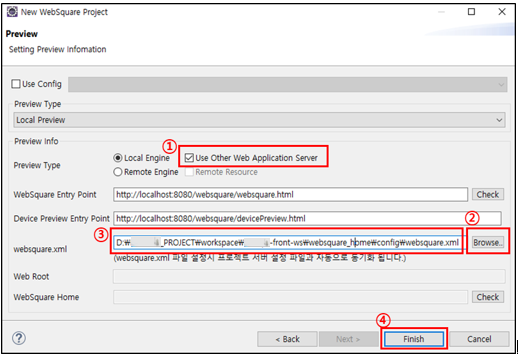 New WebSquare Project
Preview
Setting Preview Infomation
Use Config
Preview Type
Local Preview
Preview Info
①
Preview Type
Local Engine
Use Other Web Application Server
Remote Engine
Remote Resource
WebSquare Entry Point
http://localhost:8080/websquare/websquare.html
Check
Device Preview Entry Point
http://localhost:8080/websquare/devicePreview.html
②
③
websquare.xml
D:₩ _PROJECT₩workspace₩ -front-ws₩websquare_home₩config₩websquare.xml
Browse...
(websquare.xml 파일 설정시 프로젝트 서버 설정 파일과 자동으로 동기화 됩니다.)
Web Root
WebSquare Home
Check
④
?
< Back
Next >
Finish
Cancel